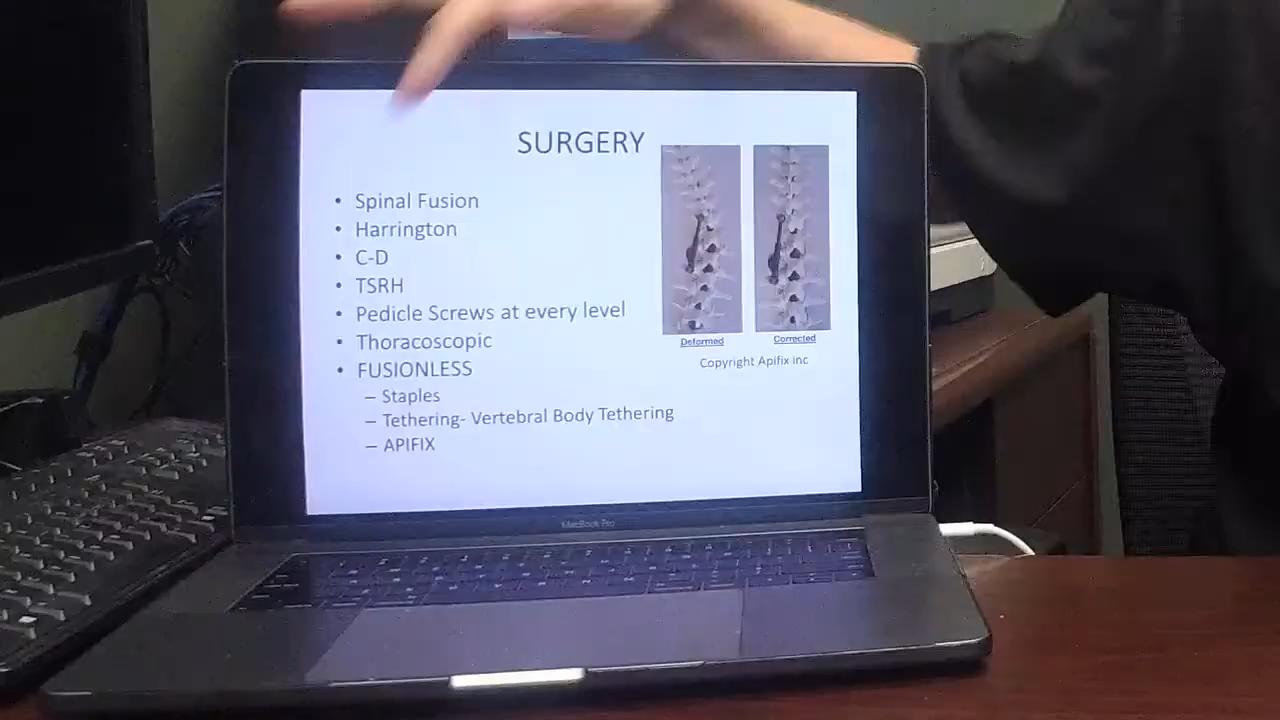 SURGERY
• Spinal Fusion
• Harrington
• C-D
• TSRH
• Pedicle Screws at every level
• Thoracoscopic
• FUSIONLESS
– Staples
– Tethering- Vertebral Body Tethering
– APIFIX
Deformed
Corrected
Copyright Apifix inc
MacBook Pro